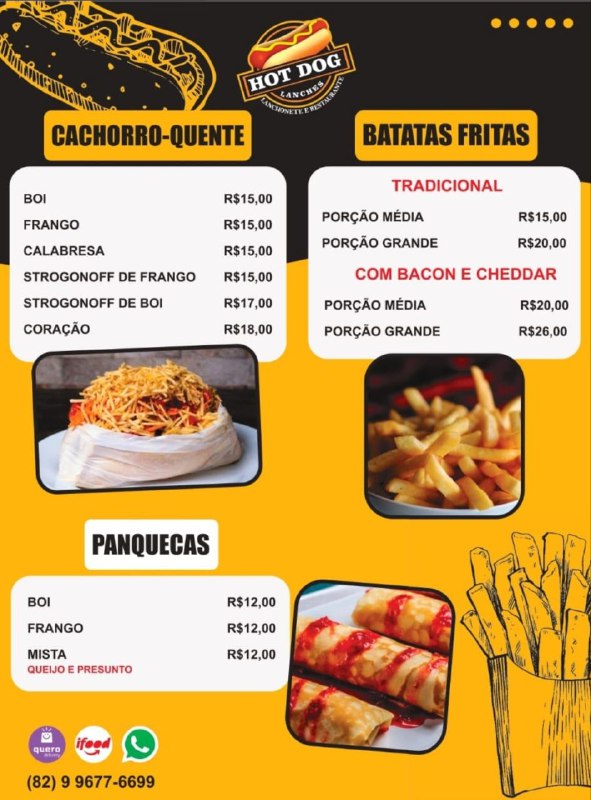 HOT DOG
LANCHES
LANCHONETE E RESTAURANTE
CACHORRO-QUENTE
BOI R$15,00
FRANGO R$15,00
CALABRESA R$15,00
STROGONOFF DE FRANGO R$15,00
STROGONOFF DE BOI R$17,00
CORAÇÃO R$18,00
BATATAS FRITAS
TRADICIONAL
PORÇÃO MÉDIA R$15,00
PORÇÃO GRANDE R$20,00
COM BACON E CHEDDAR
PORÇÃO MÉDIA R$20,00
PORÇÃO GRANDE R$26,00
PANQUECAS
BOI R$12,00
FRANGO R$12,00
MISTA R$12,00
QUEIJO E PRESUNTO
quero
delivery
ifood
(82) 9 9677-6699